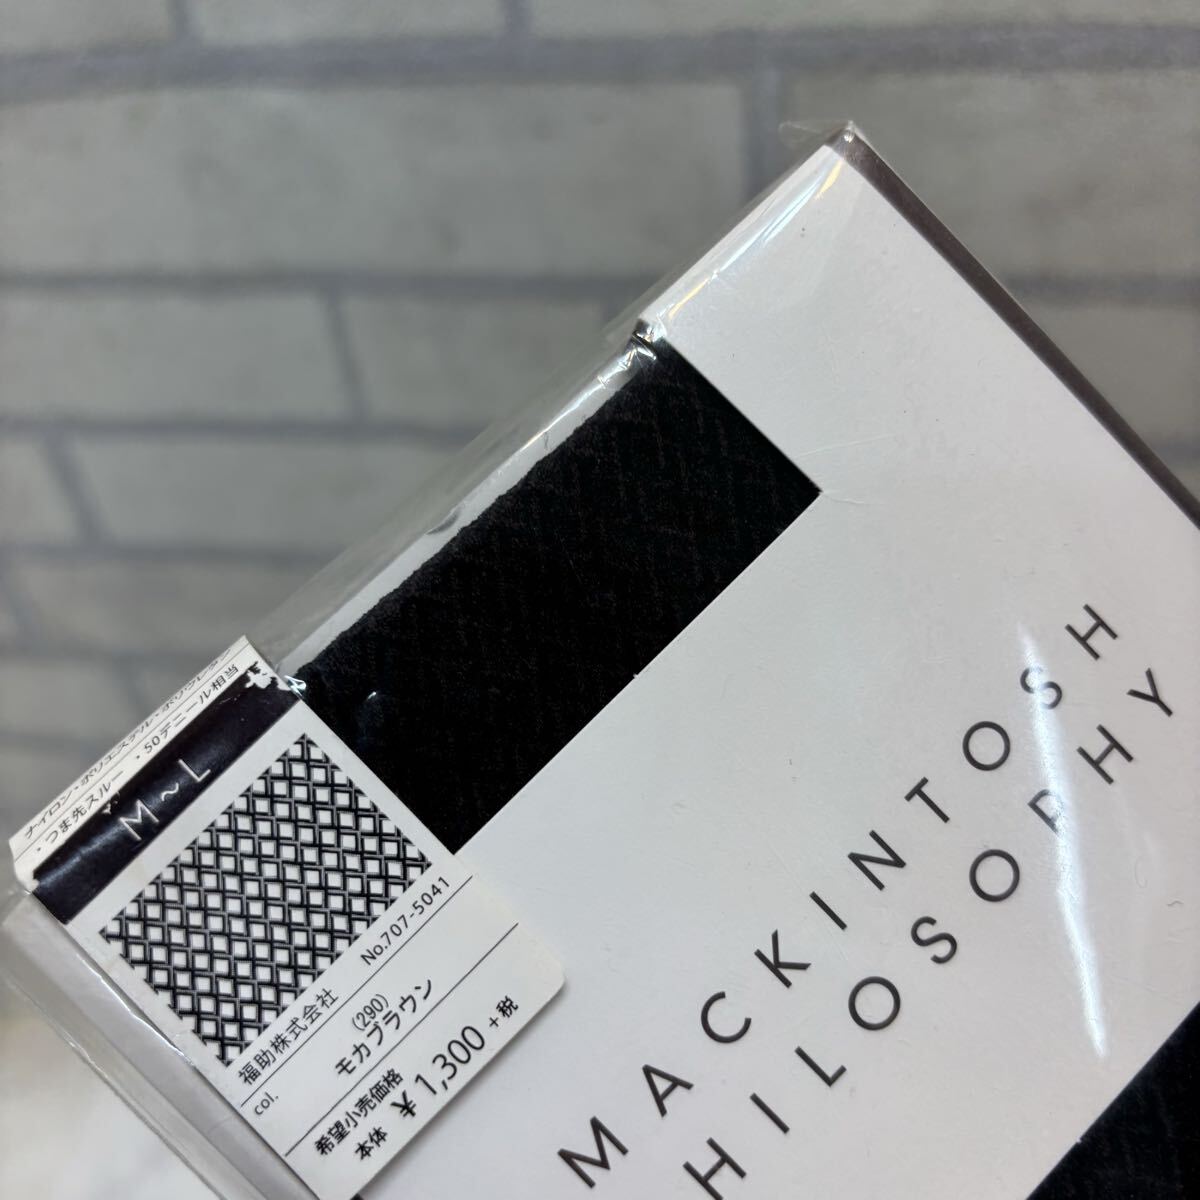 ナイロン・ポリエステル・ポリウレタン
・つま先スルー ・50デニール相当
M~L
福助株式会社 No.707-5041
col. (290)
モカブラウン
希望小売価格
本体 ¥1,300 +税
MACKINTOSH
PHILOSOPHY